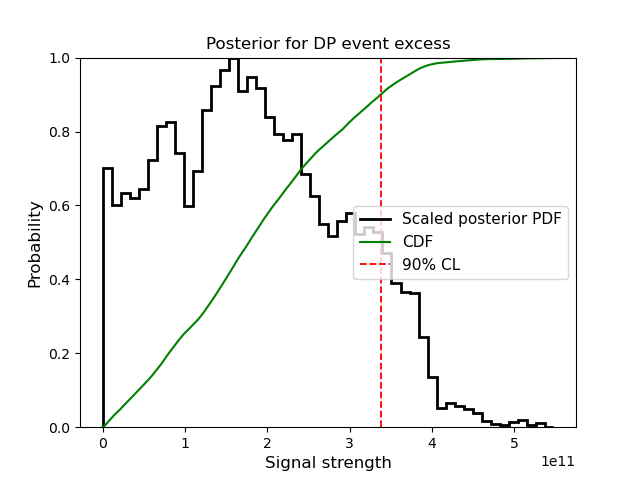 Posterior for DP event excess
1.0
0.8
0.6
0.4
0.2
0.0
Probability
Scaled posterior PDF
CDF
90% CL
0 1 2 3 4 5
1e11
Signal strength